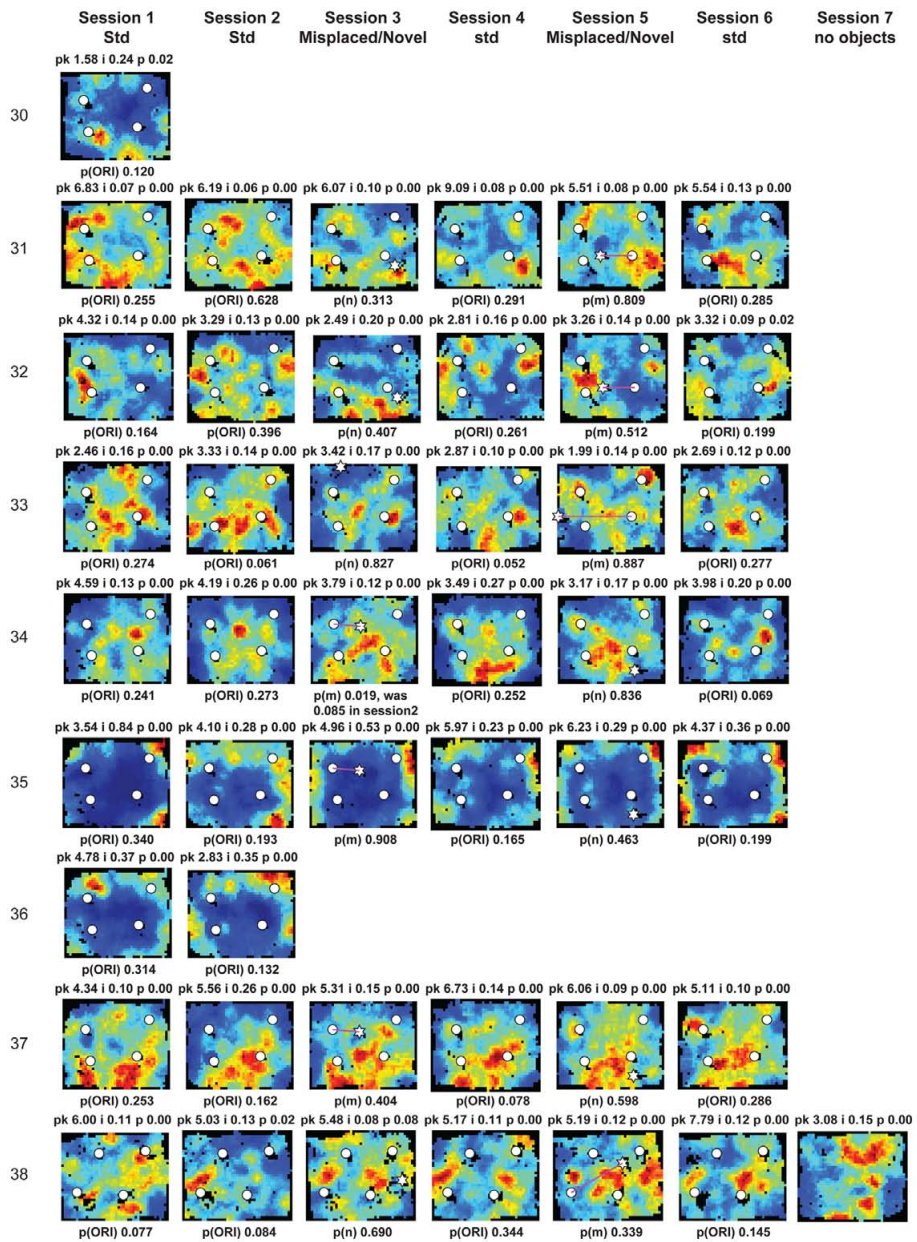 Session 1 Session 2 Session 3 Session 4 Session 5 Session 6 Session 7
Std Std Misplaced/Novel std Misplaced/Novel std no objects
pk 1.58 i 0.24 p 0.02
30
p(ORI) 0.120
pk 6.83 i 0.07 p 0.00 pk 6.19 i 0.06 p 0.00 pk 6.07 i 0.10 p 0.00 pk 9.09 i 0.08 p 0.00 pk 5.51 i 0.08 p 0.00 pk 5.54 i 0.13 p 0.00
31
p(ORI) 0.255 p(ORI) 0.628 p(n) 0.313 p(ORI) 0.291 p(m) 0.809 p(ORI) 0.285
pk 4.32 i 0.14 p 0.00 pk 3.29 i 0.13 p 0.00 pk 2.49 i 0.20 p 0.00 pk 2.81 i 0.16 p 0.00 pk 3.26 i 0.14 p 0.00 pk 3.32 i 0.09 p 0.02
32
p(ORI) 0.164 p(ORI) 0.396 p(n) 0.407 p(ORI) 0.261 p(m) 0.512 p(ORI) 0.199
pk 2.46 i 0.16 p 0.00 pk 3.33 i 0.14 p 0.00 pk 3.42 i 0.17 p 0.00 pk 2.87 i 0.10 p 0.00 pk 1.99 i 0.14 p 0.00 pk 2.69 i 0.12 p 0.00
33
p(ORI) 0.274 p(ORI) 0.061 p(n) 0.827 p(ORI) 0.052 p(m) 0.887 p(ORI) 0.277
pk 4.59 i 0.13 p 0.00 pk 4.19 i 0.26 p 0.00 pk 3.79 i 0.12 p 0.00 pk 3.49 i 0.27 p 0.00 pk 3.17 i 0.17 p 0.00 pk 3.98 i 0.20 p 0.00
34
p(ORI) 0.241 p(ORI) 0.273 p(m) 0.019, was p(ORI) 0.252 p(n) 0.836 p(ORI) 0.069
0.085 in session2
pk 3.54 i 0.84 p 0.00 pk 4.10 i 0.28 p 0.00 pk 4.96 i 0.53 p 0.00 pk 5.97 i 0.23 p 0.00 pk 6.23 i 0.29 p 0.00 pk 4.37 i 0.36 p 0.00
35
p(ORI) 0.340 p(ORI) 0.193 p(m) 0.908 p(ORI) 0.165 p(n) 0.463 p(ORI) 0.199
pk 4.78 i 0.37 p 0.00 pk 2.83 i 0.35 p 0.00
36
p(ORI) 0.314 p(ORI) 0.132
pk 4.34 i 0.10 p 0.00 pk 5.56 i 0.26 p 0.00 pk 5.31 i 0.15 p 0.00 pk 6.73 i 0.14 p 0.00 pk 6.06 i 0.09 p 0.00 pk 5.11 i 0.10 p 0.00
37
p(ORI) 0.253 p(ORI) 0.162 p(m) 0.404 p(ORI) 0.078 p(n) 0.598 p(ORI) 0.286
pk 6.00 i 0.11 p 0.00 pk 5.03 i 0.13 p 0.02 pk 5.48 i 0.08 p 0.08 pk 5.17 i 0.11 p 0.00 pk 5.19 i 0.12 p 0.00 pk 7.79 i 0.12 p 0.00 pk 3.08 i 0.15 p 0.00
38
p(ORI) 0.077 p(ORI) 0.084 p(n) 0.690 p(ORI) 0.344 p(m) 0.339 p(ORI) 0.145